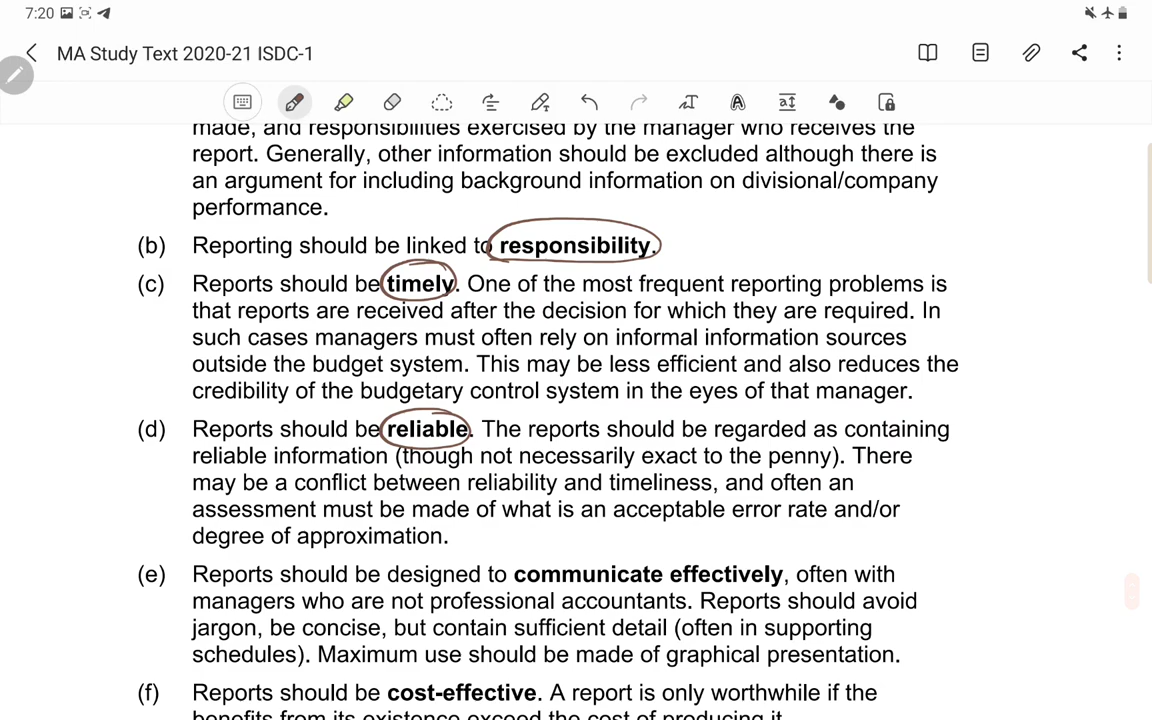 7:20
MA Study Text 2020-21 ISDC-1
made, and responsibilities exercised by the manager who receives the
report. Generally, other information should be excluded although there is
an argument for including background information on divisional/company
performance.
(b) Reporting should be linked to responsibility.
(c) Reports should be timely. One of the most frequent reporting problems is
that reports are received after the decision for which they are required. In
such cases managers must often rely on informal information sources
outside the budget system. This may be less efficient and also reduces the
credibility of the budgetary control system in the eyes of that manager.
(d) Reports should be reliable. The reports should be regarded as containing
reliable information (though not necessarily exact to the penny). There
may be a conflict between reliability and timeliness, and often an
assessment must be made of what is an acceptable error rate and/or
degree of approximation.
(e) Reports should be designed to communicate effectively, often with
managers who are not professional accountants. Reports should avoid
jargon, be concise, but contain sufficient detail (often in supporting
schedules). Maximum use should be made of graphical presentation.
(f) Reports should be cost-effective. A report is only worthwhile if the
benefits from its existence exceed the cost of producing it.